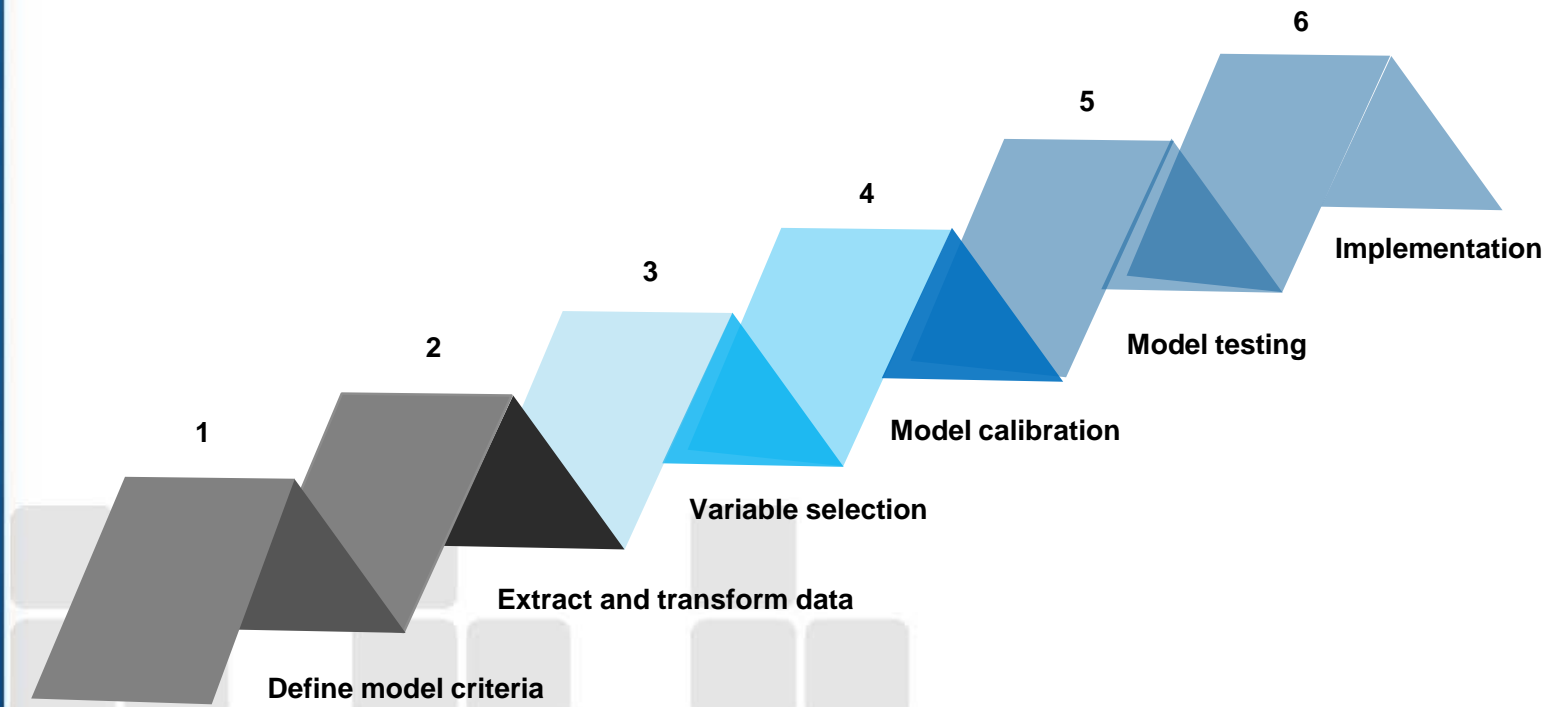 1
Define model criteria
2
Extract and transform data
3
Variable selection
4
Model calibration
5
Model testing
6
Implementation